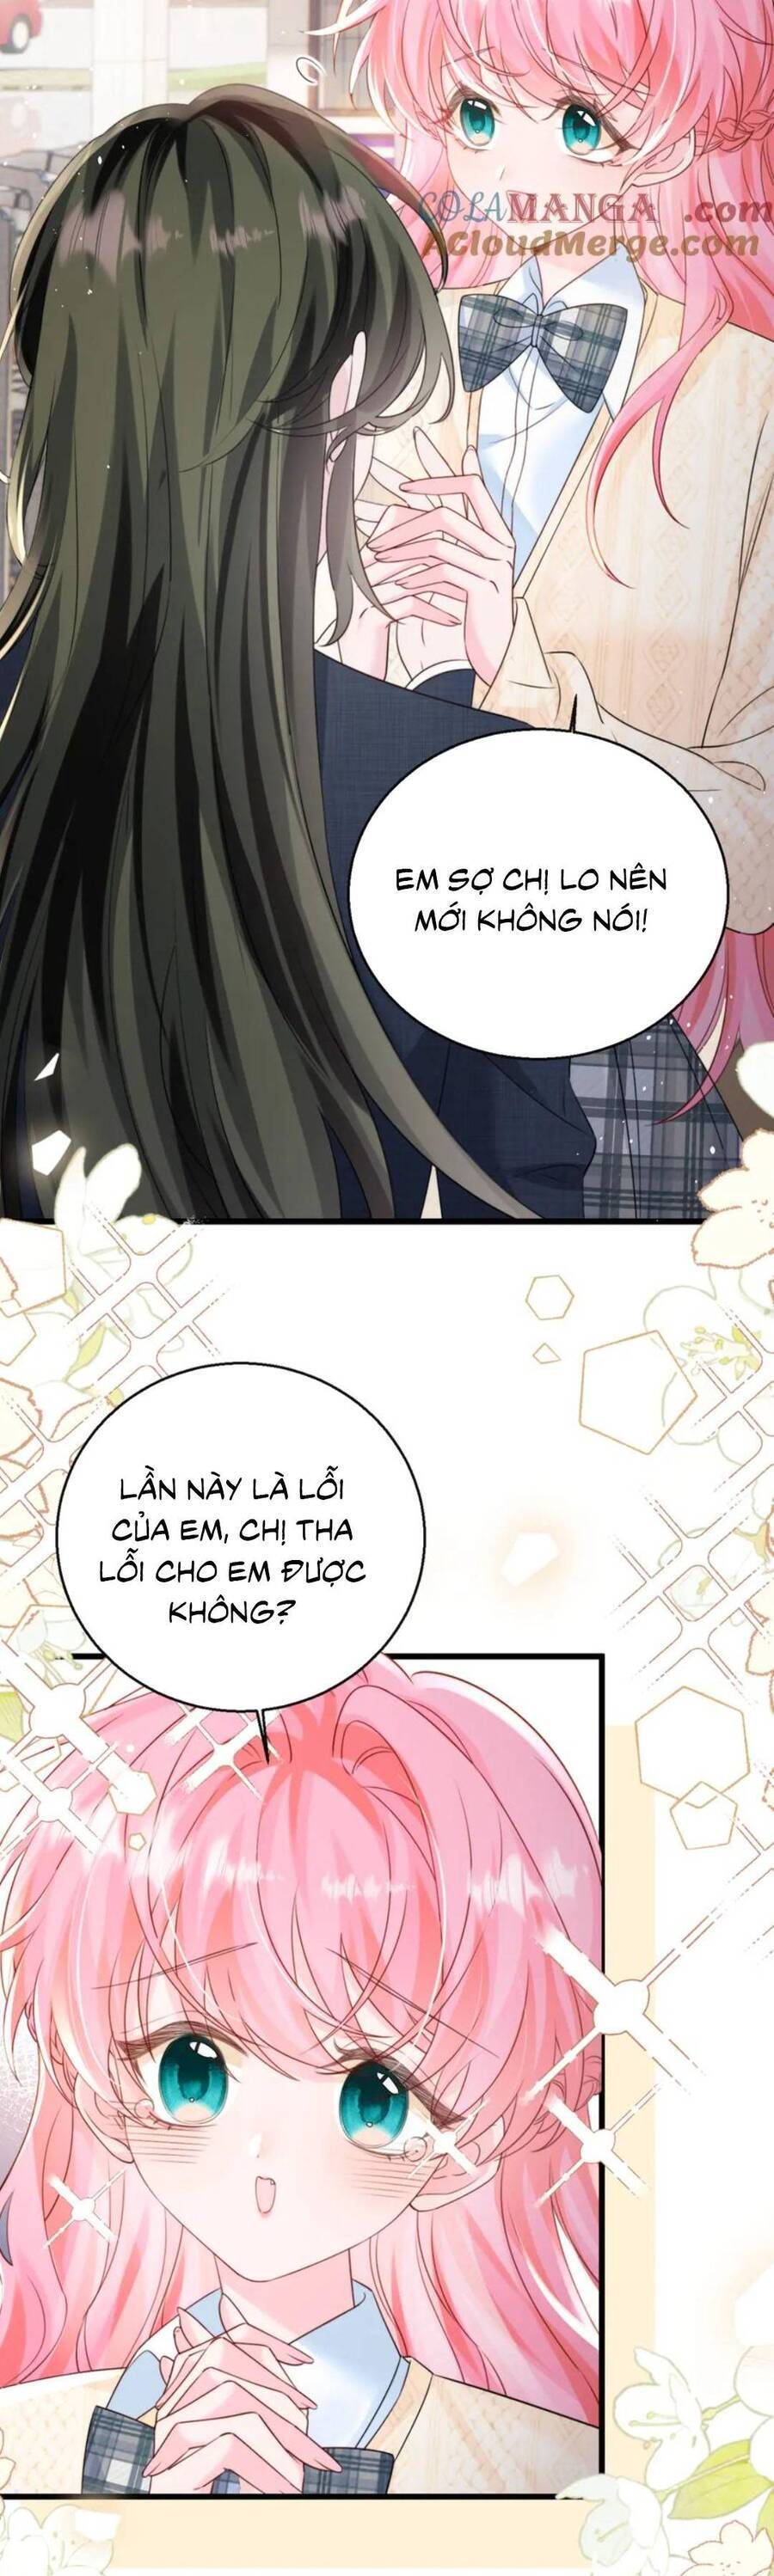 COLAMANGA.com
AcloudMerge.com
EM SỢ CHỊ LO NÊN
MỚI KHÔNG NÓI!
LẦN NÀY LÀ LỖI
CỦA EM, CHỊ THA
LỖI CHO EM ĐƯỢC
KHÔNG?